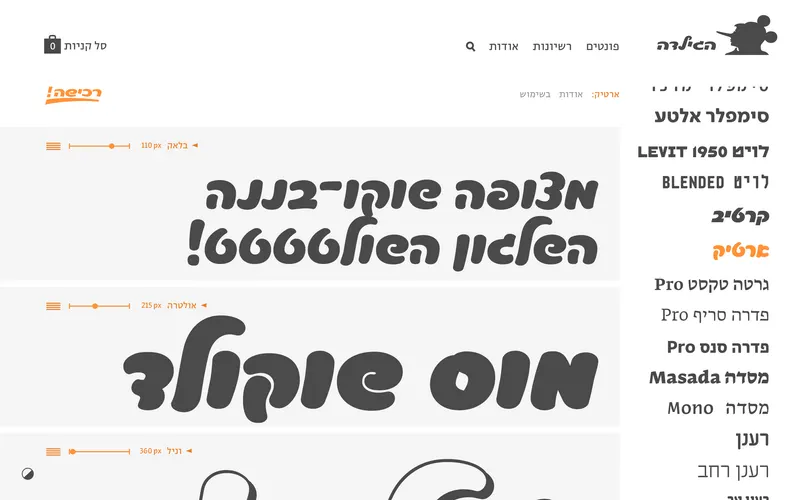 הגילדה
פונטים רשיונות אודות
סל קניות 0
ארטיק: אודות בשימוש
רכישה!
סימפלר אלטע
לויט LEVIT 1950
לויט BLENDED
קרטיב
ארטיק
גרטה טקסט Pro
פדרה סריף Pro
פדרה סנס Pro
מסדה Masada
מסדה Mono
רענן
רענן רחב
בלאק 110 px
מצופה שוקו-בננה
השלגון השולטטטט!
אולטרה 215 px
מוס שוקולד
וניל 360 px